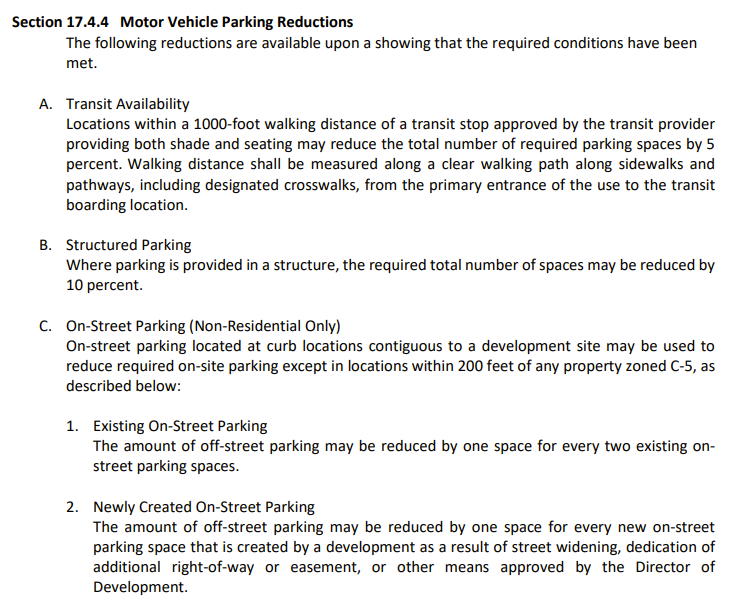 Section 17.4.4 Motor Vehicle Parking Reductions
The following reductions are available upon a showing that the required conditions have been
met.
A. Transit Availability
Locations within a 1000-foot walking distance of a transit stop approved by the transit provider
providing both shade and seating may reduce the total number of required parking spaces by 5
percent. Walking distance shall be measured along a clear walking path along sidewalks and
pathways, including designated crosswalks, from the primary entrance of the use to the transit
boarding location.
B. Structured Parking
Where parking is provided in a structure, the required total number of spaces may be reduced by
10 percent.
C. On-Street Parking (Non-Residential Only)
On-street parking located at curb locations contiguous to a development site may be used to
reduce required on-site parking except in locations within 200 feet of any property zoned C-5, as
described below:
1. Existing On-Street Parking
The amount of off-street parking may be reduced by one space for every two existing on-
street parking spaces.
2. Newly Created On-Street Parking
The amount of off-street parking may be reduced by one space for every new on-street
parking space that is created by a development as a result of street widening, dedication of
additional right-of-way or easement, or other means approved by the Director of
Development.